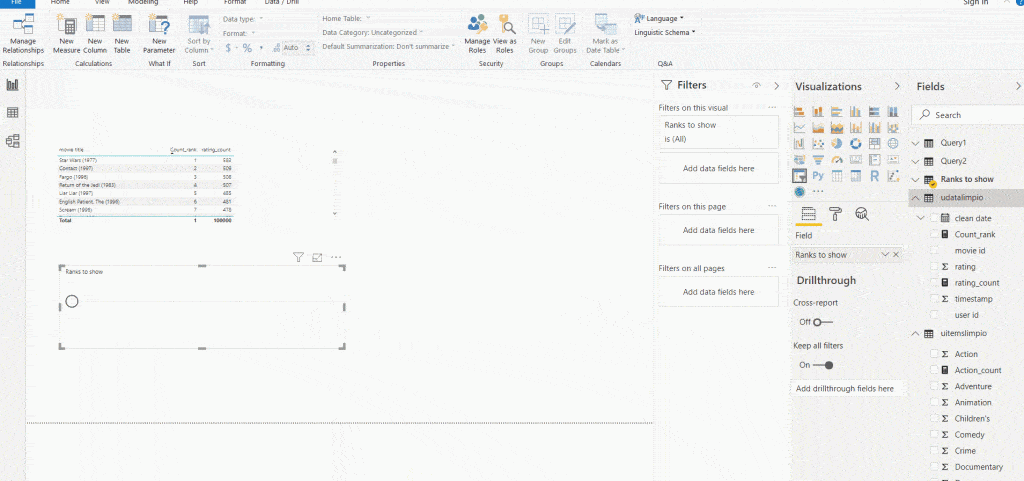 File Home View Modeling Help Format Data / Drill Sign in
Manage Relationships
New Measure
New Column
New Table
New Parameter
Sort by Column
Data type:
Format:
$ - % , Auto
Home Table:
Data Category: Uncategorized
Default Summarization: Don't summarize
Manage Roles
View as Roles
New Group
Edit Groups
Mark as Date Table
Language
Linguistic Schema
Relationships Calculations What If Sort Formatting Properties Security Groups Calendars Q&A
movie title Count_rank rating_count
Star Wars (1977) 1 583
Contact (1997) 2 509
Fargo (1996) 3 508
Return of the Jedi (1983) 4 507
Liar Liar (1997) 5 485
English Patient, The (1996) 6 481
Scream (1996) 7 478
Total 1 100000
Ranks to show
Filters
Filters on this visual
Ranks to show
is (All)
Add data fields here
Filters on this page
Add data fields here
Filters on all pages
Add data fields here
Visualizations
Py
R
Field
Ranks to show
Drillthrough
Cross-report
Off
Keep all filters
On
Add drillthrough fields here
Fields
Search
Query1
Query2
Ranks to show
udatalimpio
clean date
Count_rank
movie id
rating
rating_count
timestamp
user id
uitemslimpio
Action
Action_count
Adventure
Animation
Children's
Comedy
Crime
Documentary